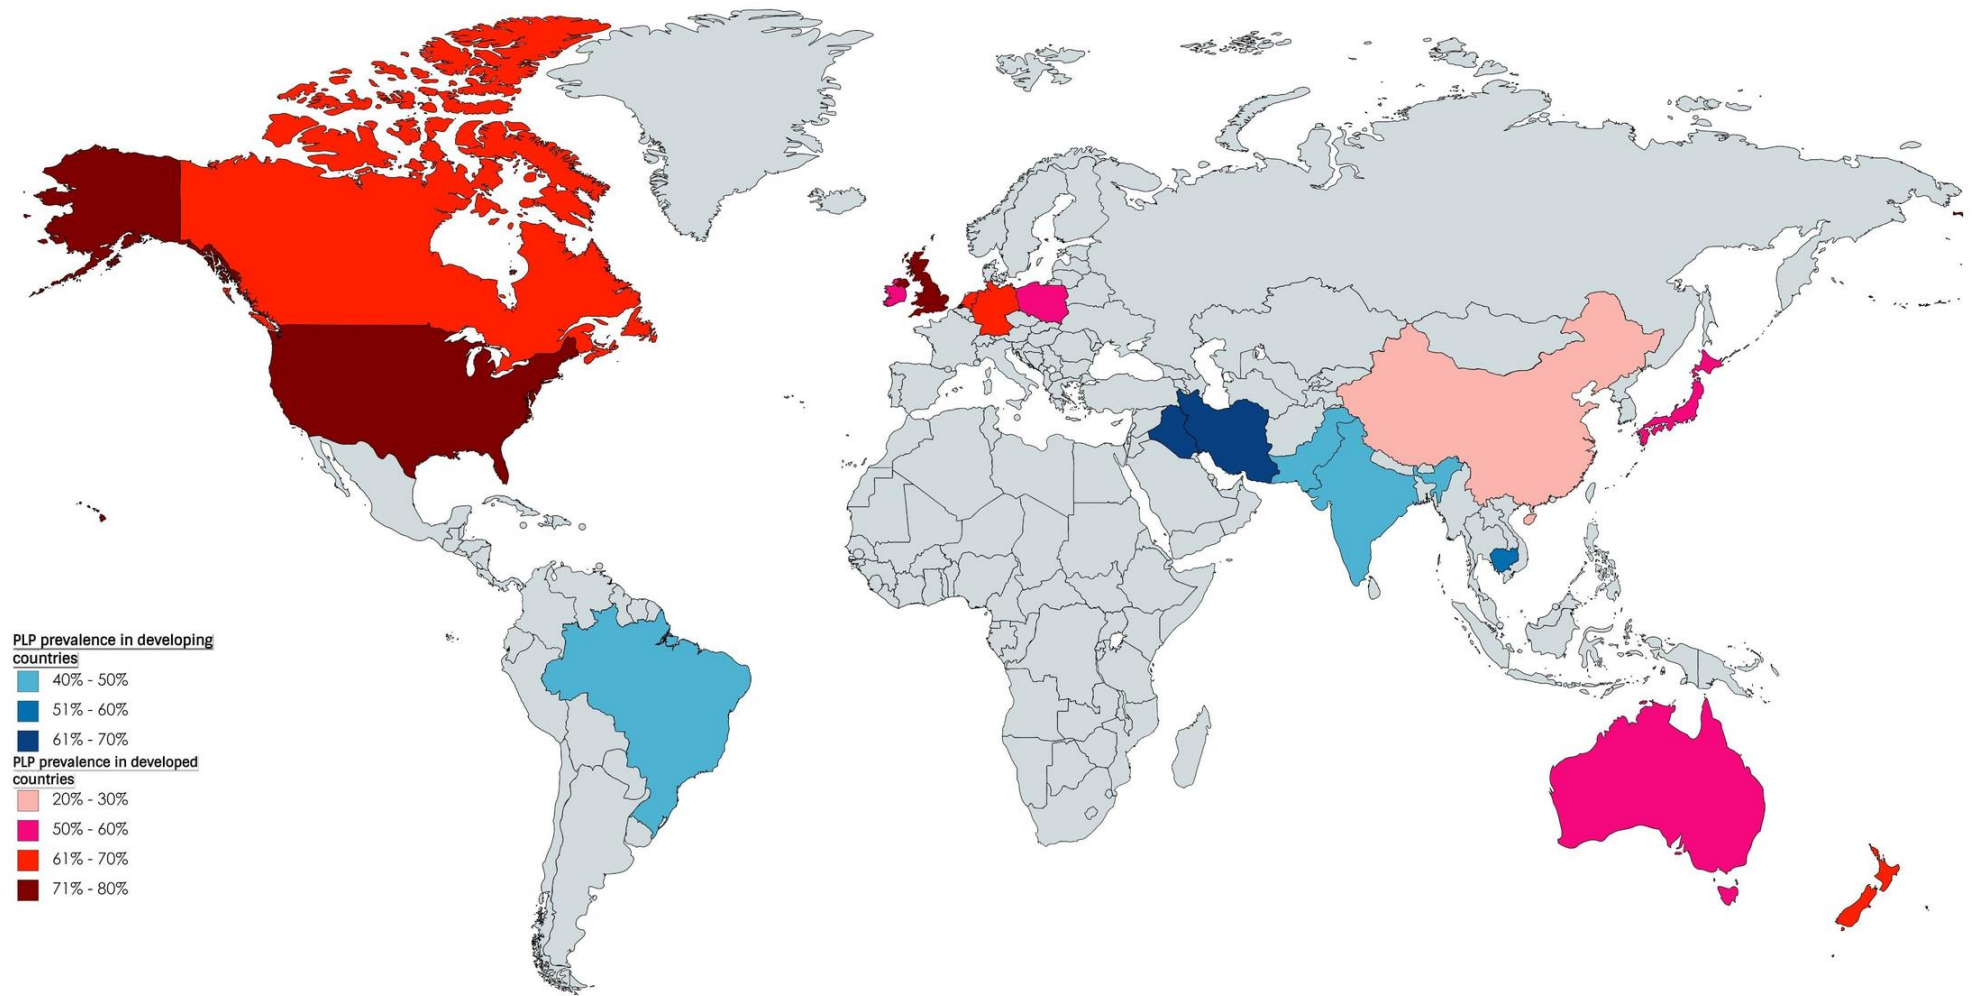 PLP prevalence in developing
countries
40% - 50%
51% - 60%
61% - 70%
PLP prevalence in developed
countries
20% - 30%
50% - 60%
61% - 70%
71% - 80%